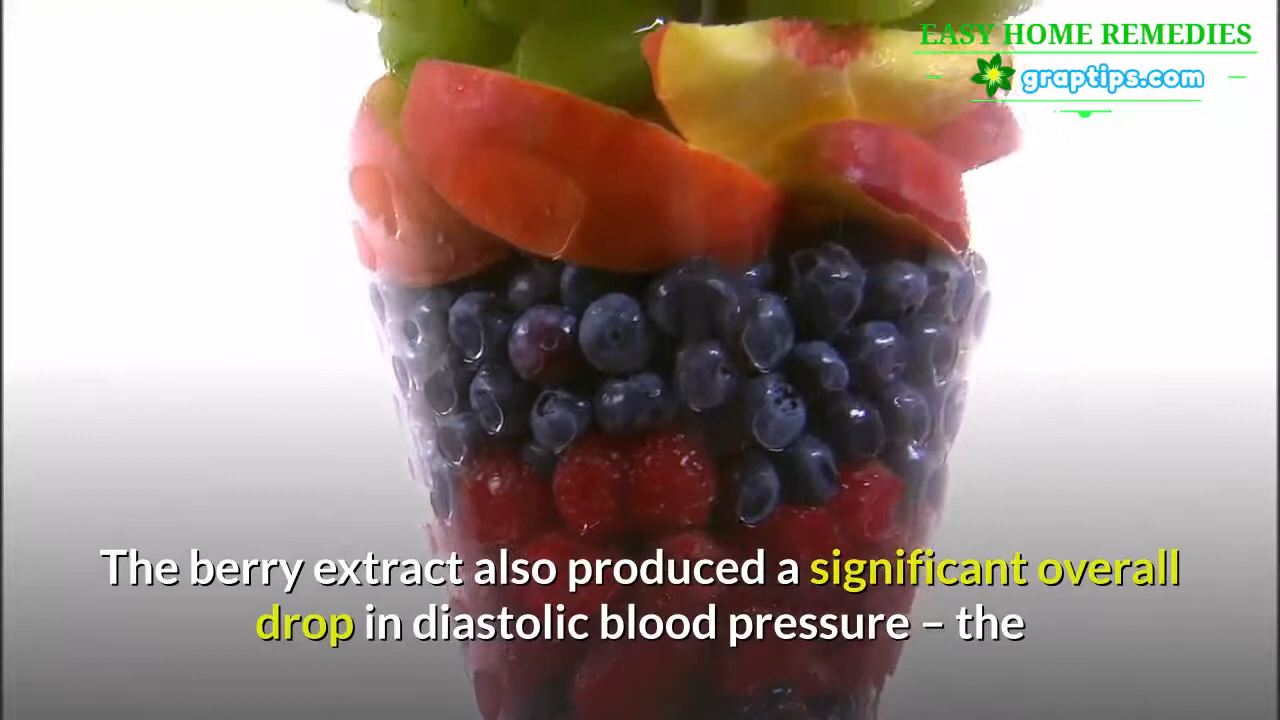 EASY HOME REMEDIES
graptips.com
The berry extract also produced a significant overall
drop in diastolic blood pressure – the